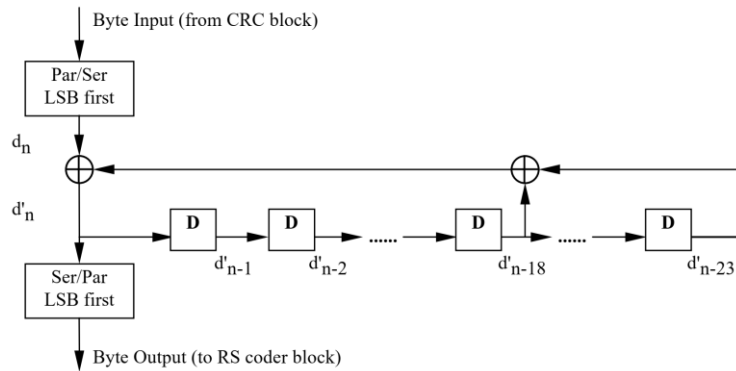 Byte Input (from CRC block)
Par/Ser
LSB first
dn
d'n
D
D
......
D
......
D
d'n-1
d'n-2
d'n-18
d'n-23
Ser/Par
LSB first
Byte Output (to RS coder block)